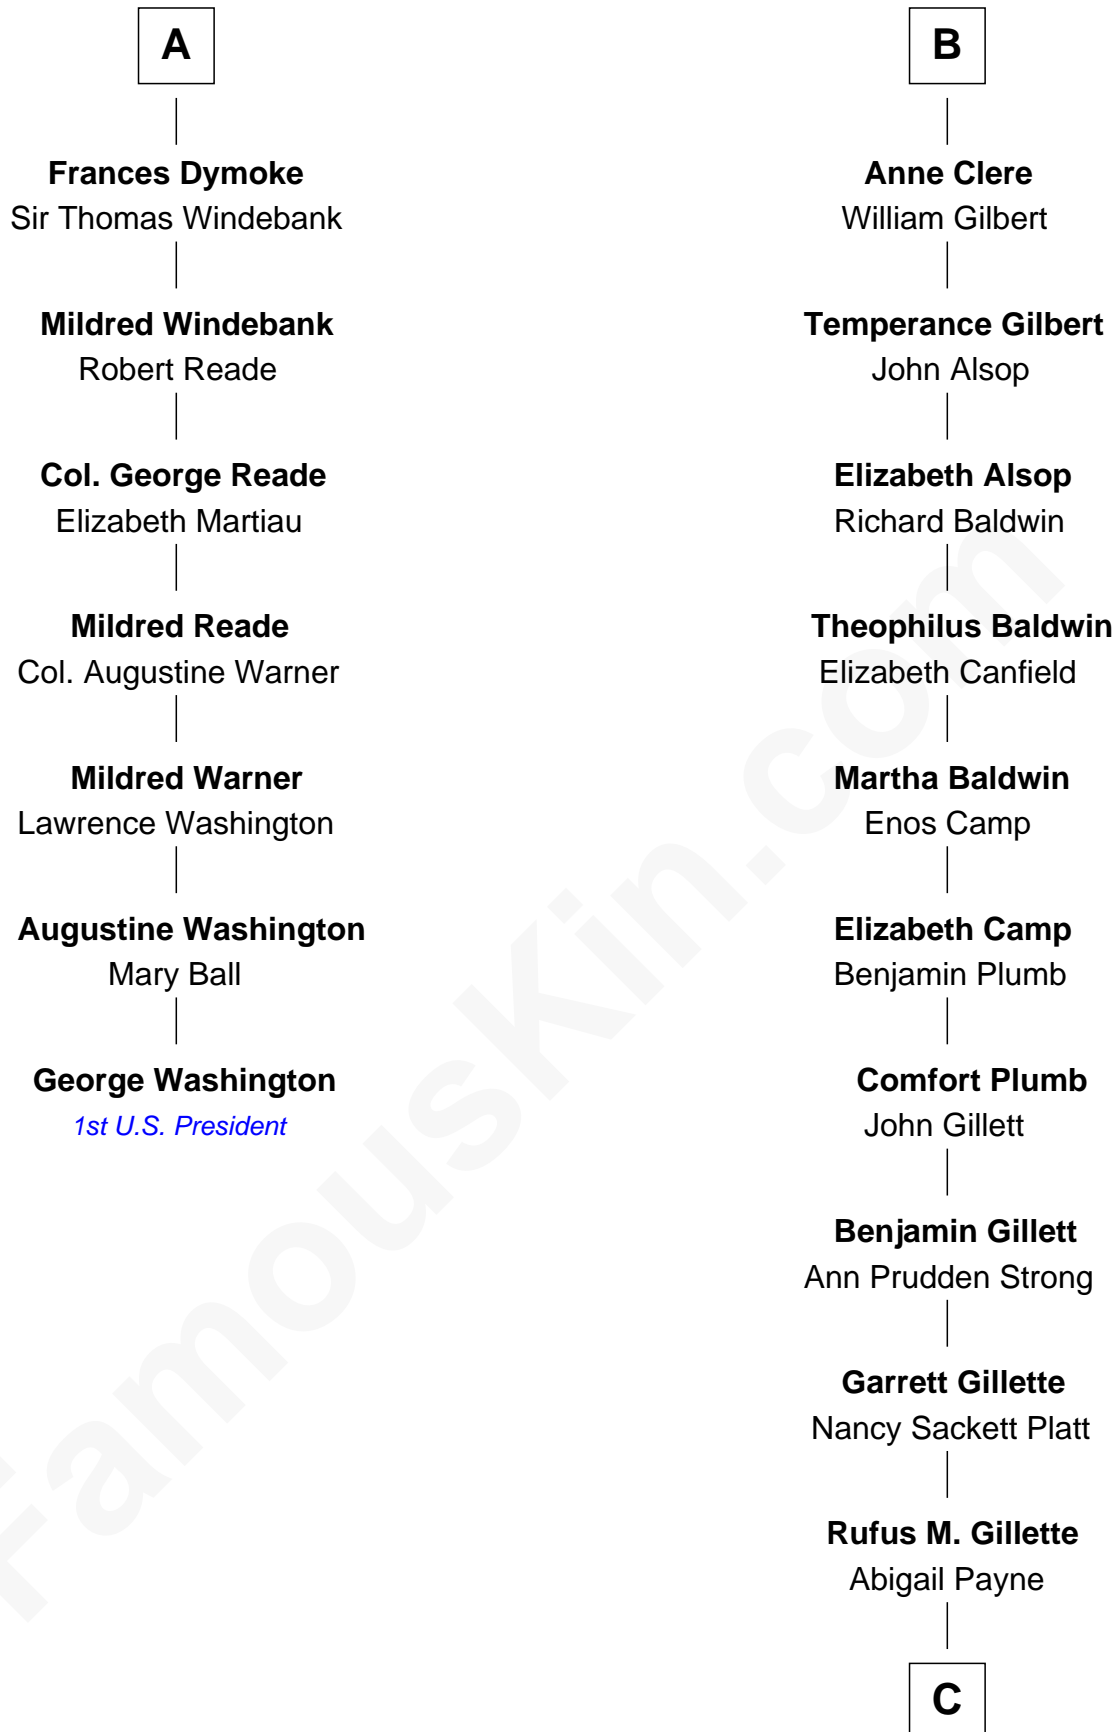 A
Frances Dymoke
Sir Thomas Windebank
Mildred Windebank
Robert Reade
Col. George Reade
Elizabeth Martiau
Mildred Reade
Col. Augustine Warner
Mildred Warner
Lawrence Washington
Augustine Washington
Mary Ball
George Washington
1st U.S. President
B
Anne Clere
William Gilbert
Temperance Gilbert
John Alsop
Elizabeth Alsop
Richard Baldwin
Theophilus Baldwin
Elizabeth Canfield
Martha Baldwin
Enos Camp
Elizabeth Camp
Benjamin Plumb
Comfort Plumb
John Gillett
Benjamin Gillett
Ann Prudden Strong
Garrett Gillette
Nancy Sackett Platt
Rufus M. Gillette
Abigail Payne
C
FamousKin.com